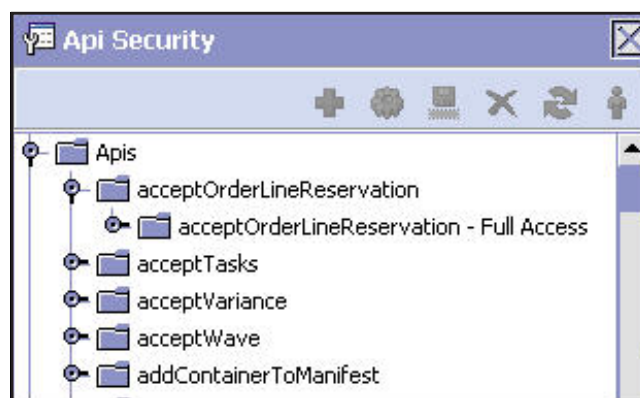 Api Security
Apis
acceptOrderLineReservation
acceptOrderLineReservation - Full Access
acceptTasks
acceptVariance
acceptWave
addContainerToManifest